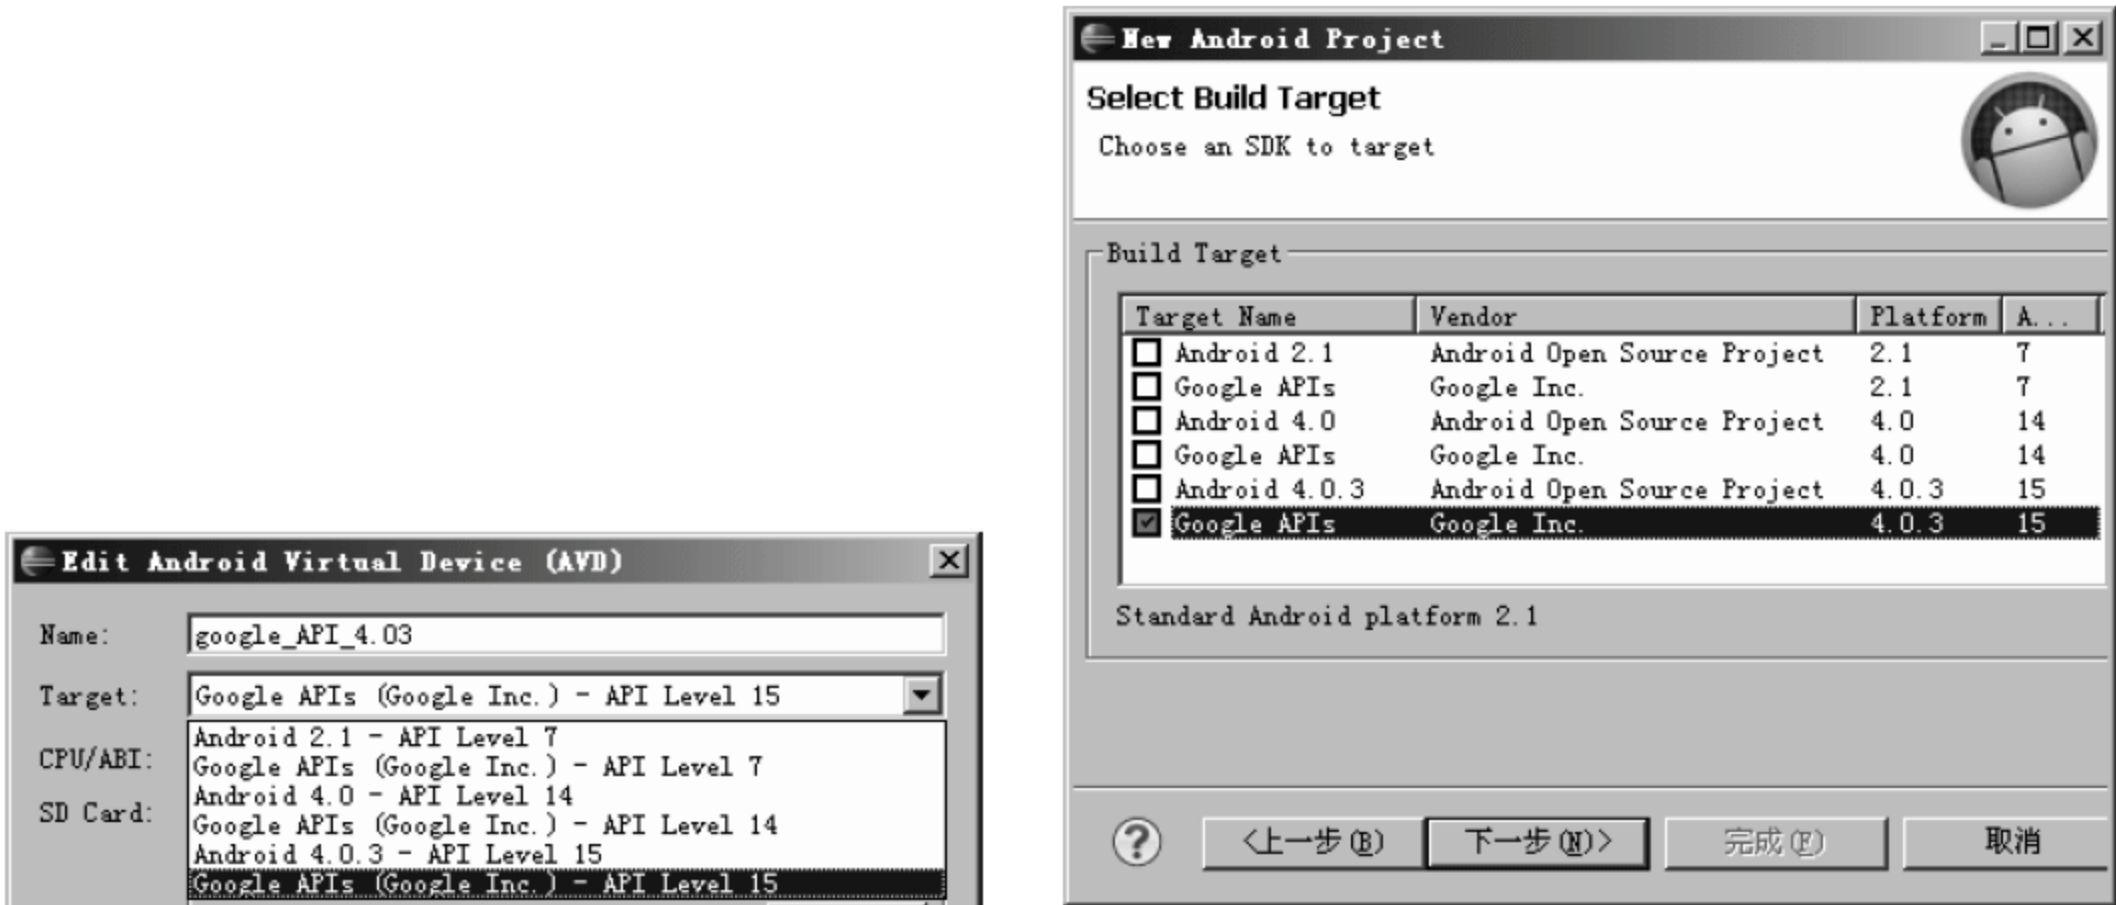 New Android Project
Select Build Target
Choose an SDK to target
Build Target
Target Name Vendor Platform A...
Android 2.1 Android Open Source Project 2.1 7
Google APIs Google Inc. 2.1 7
Android 4.0 Android Open Source Project 4.0 14
Google APIs Google Inc. 4.0 14
Android 4.0.3 Android Open Source Project 4.0.3 15
Google APIs Google Inc. 4.0.3 15
Standard Android platform 2.1
? <上一步(B) 下一步(N)> 完成(F) 取消
Edit Android Virtual Device (AVD)
Name: google_API_4.03
Target: Google APIs (Google Inc.) - API Level 15
Android 2.1 - API Level 7
CPU/ABI: Google APIs (Google Inc.) - API Level 7
Android 4.0 - API Level 14
SD Card: Google APIs (Google Inc.) - API Level 14
Android 4.0.3 - API Level 15
Google APIs (Google Inc.) - API Level 15